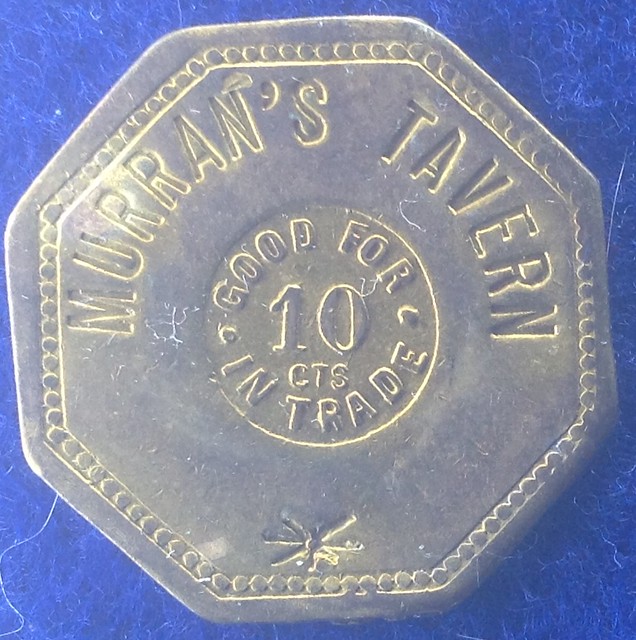 MURRAN'S TAVERN
GOOD FOR
10
CTS
IN TRADE